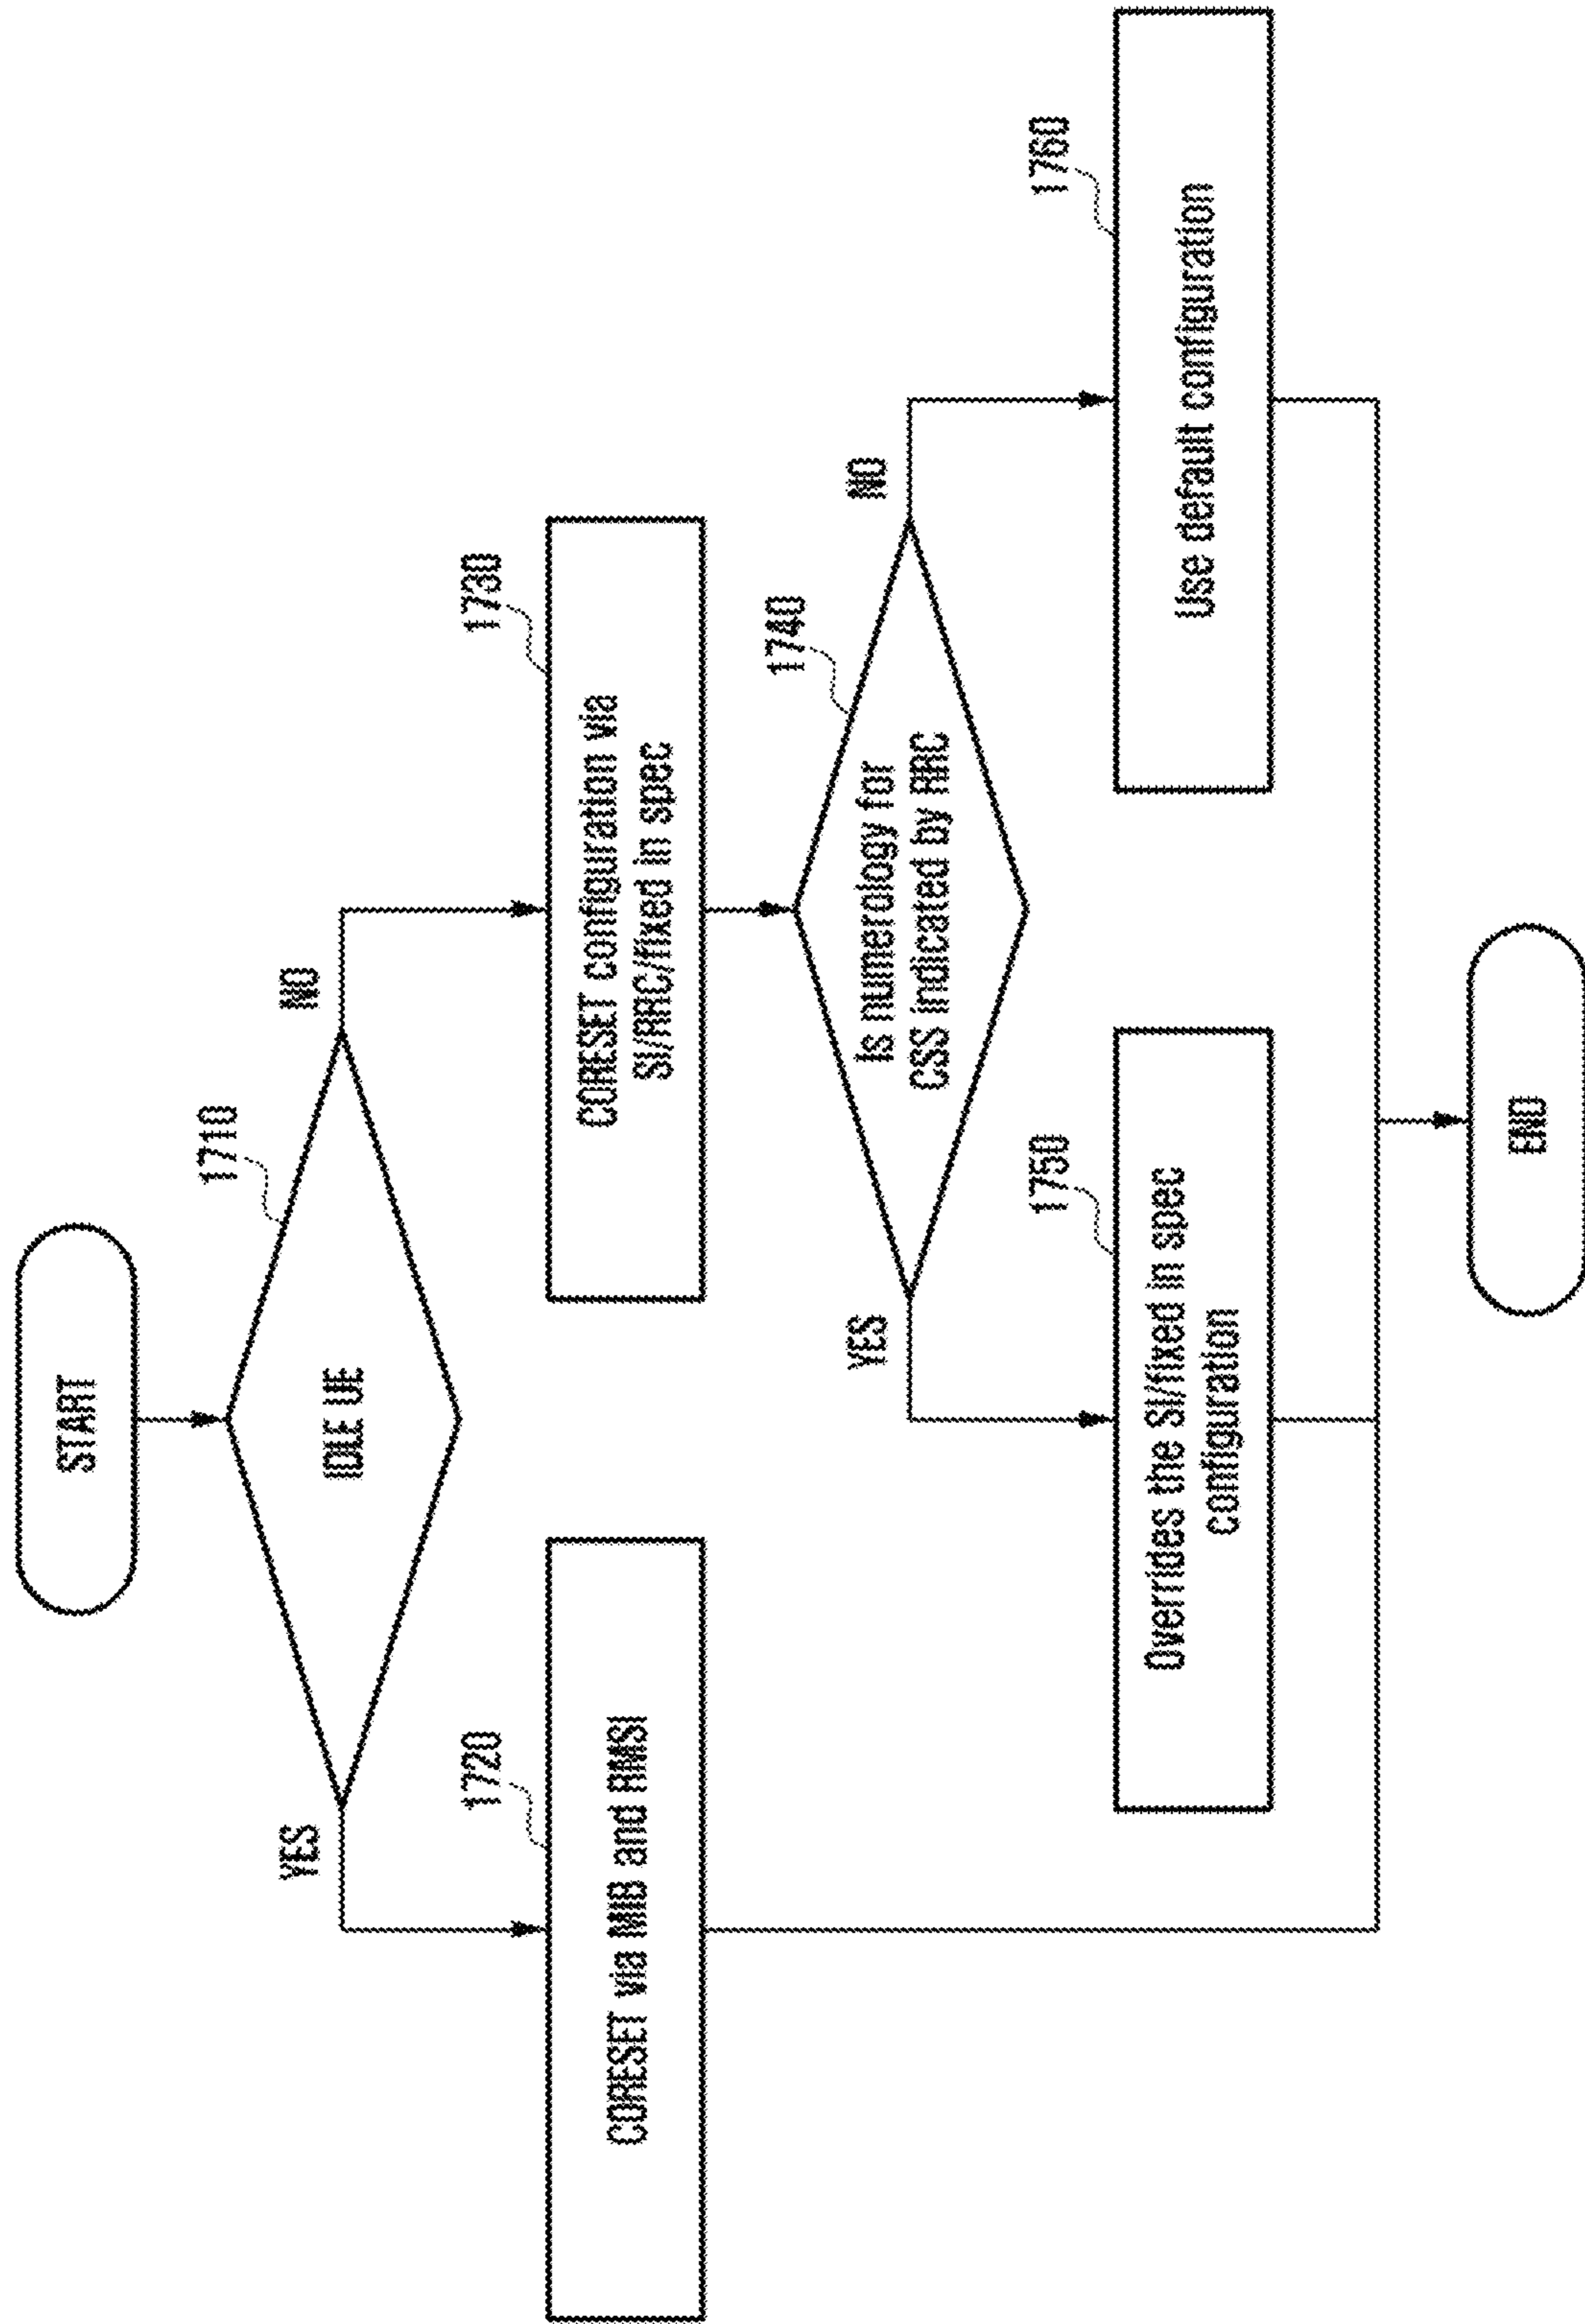 START
1710
IDLE UE
YES
NO
1720
CORESET via MIB and RMSI
1730
CORESET configuration via
SI/RRC/fixed in spec
1740
Is numerology for
CSS indicated by RRC
YES
NO
1750
Overrides the SI/fixed in spec
configuration
1760
Use default configuration
END